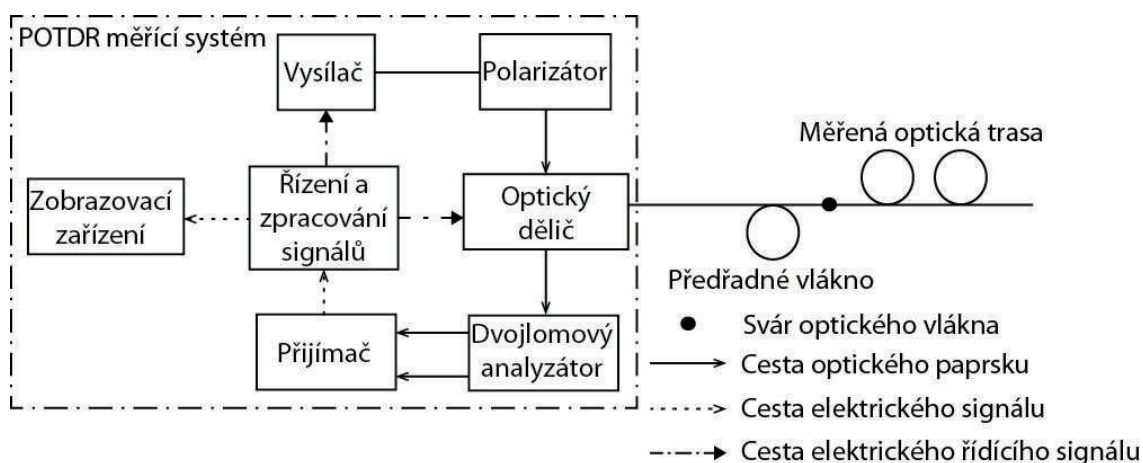 POTDR měřící systém
Vysílač
Polarizátor
Měřená optická trasa
Zobrazovací
zařízení
Řízení a
zpracování
signálů
Optický
dělič
Předřadné vlákno
Přijímač
Dvojlomový
analyzátor
Svár optického vlákna
Cesta optického paprsku
Cesta elektrického signálu
Cesta elektrického řídícího signálu